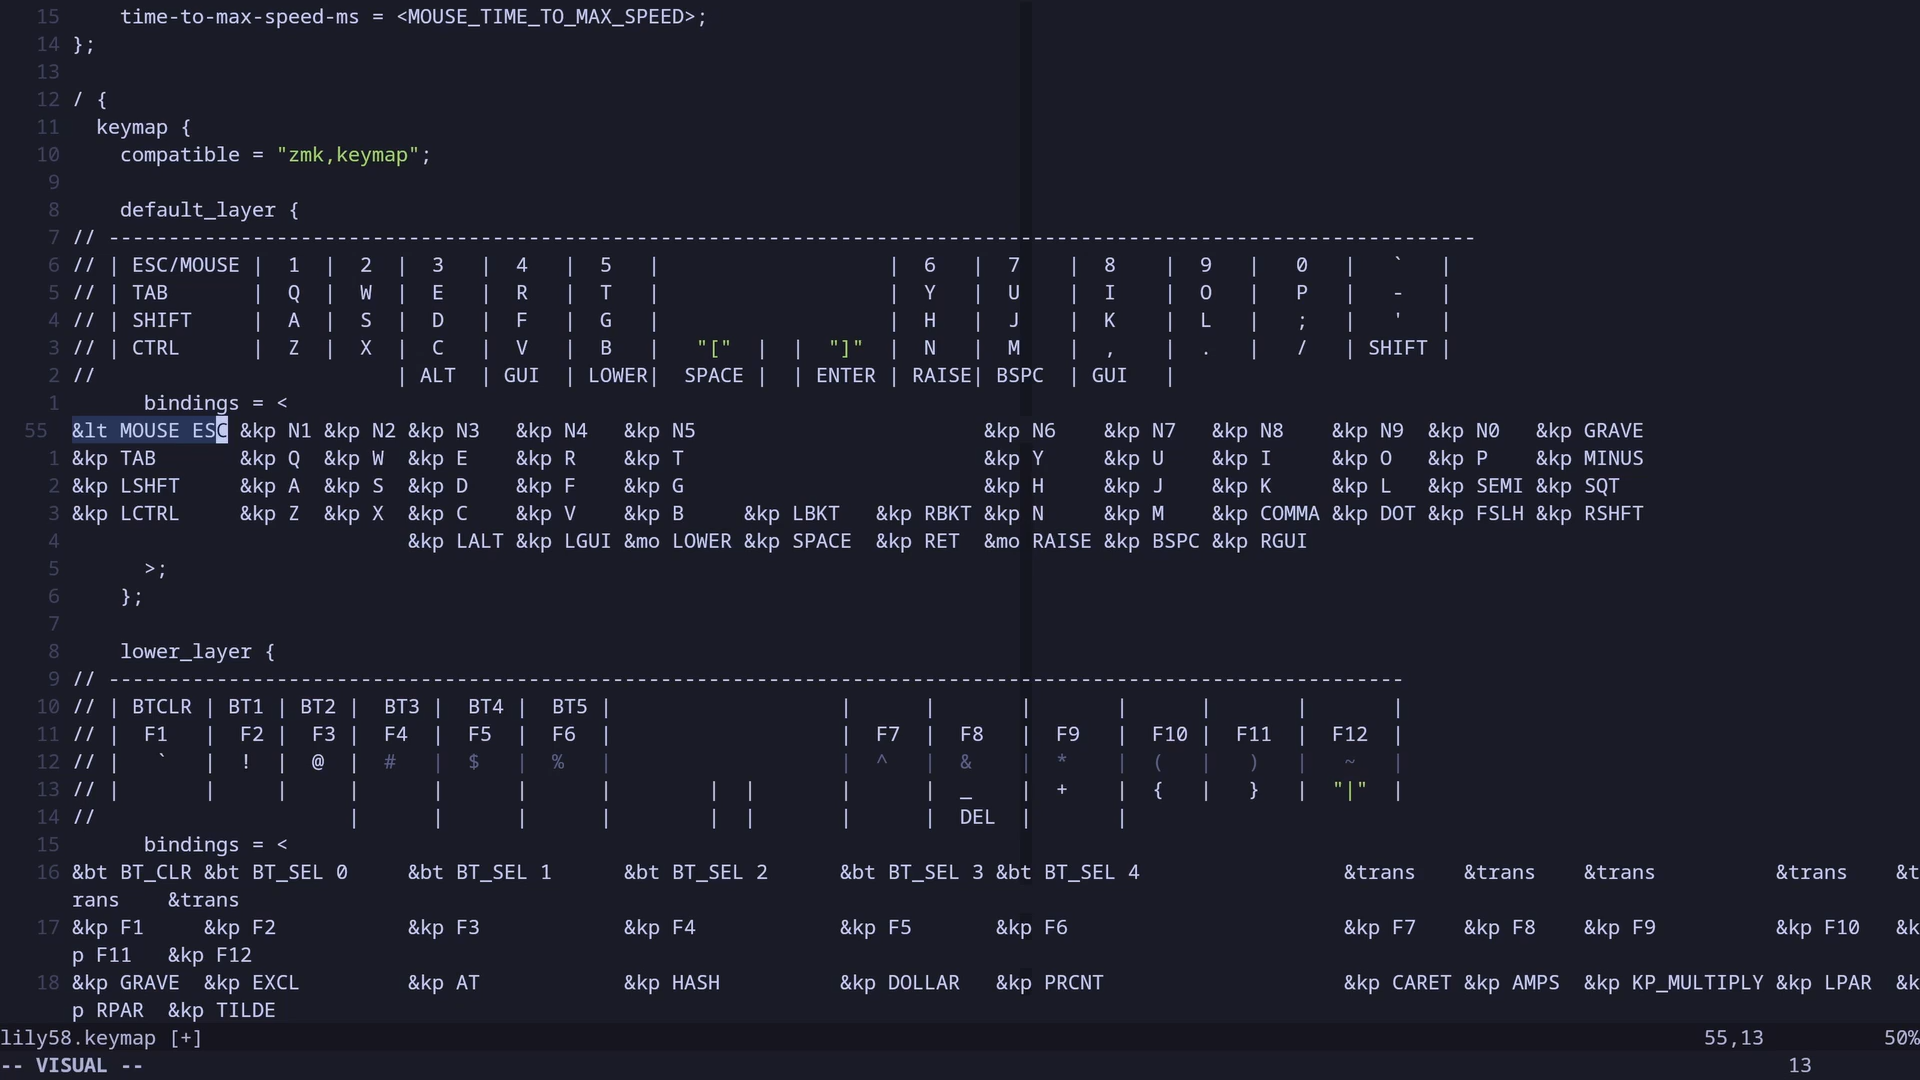 15     time-to-max-speed-ms = <MOUSE_TIME_TO_MAX_SPEED>;
14 };
13
12 / {
11   keymap {
10     compatible = "zmk,keymap";
9
8     default_layer {
7 // ------------------------------------------------------------------------------------------------------------------
6 // | ESC/MOUSE |  1  |  2  |  3   |  4   |  5   |                   |  6   |  7    |   8    |  9   |   0   |   `   |
5 // | TAB       |  Q  |  W  |  E   |  R   |  T   |                   |  Y   |  U    |   I    |  O   |   P   |   -   |
4 // | SHIFT     |  A  |  S  |  D   |  F   |  G   |                   |  H   |  J    |   K    |  L   |   ;   |   '   |
3 // | CTRL      |  Z  |  X  |  C   |  V   |  B   |   "["  |  |  "]"  |  N   |  M    |   ,    |  .   |   /   | SHIFT |
2 //                         | ALT  | GUI  | LOWER|  SPACE |  | ENTER | RAISE| BSPC  | GUI   |
1       bindings = <
55 &lt MOUSE ESC &kp N1 &kp N2 &kp N3   &kp N4   &kp N5                        &kp N6    &kp N7   &kp N8    &kp N9  &kp N0   &kp GRAVE
1 &kp TAB       &kp Q  &kp W  &kp E    &kp R    &kp T                         &kp Y     &kp U    &kp I     &kp O   &kp P    &kp MINUS
2 &kp LSHFT     &kp A  &kp S  &kp D    &kp F    &kp G                         &kp H     &kp J    &kp K     &kp L   &kp SEMI &kp SQT
3 &kp LCTRL     &kp Z  &kp X  &kp C    &kp V    &kp B     &kp LBKT   &kp RBKT &kp N     &kp M    &kp COMMA &kp DOT &kp FSLH &kp RSHFT
4                             &kp LALT &kp LGUI &mo LOWER &kp SPACE  &kp RET  &mo RAISE &kp BSPC &kp RGUI
5       >;
6     };
7
8     lower_layer {
9 // ------------------------------------------------------------------------------------------------------------
10 // | BTCLR | BT1 | BT2 |  BT3 |  BT4 |  BT5 |                   |      |       |       |      |       |       |
11 // |  F1   |  F2 |  F3 |  F4  |  F5  |  F6  |                   |  F7  |  F8   |  F9   |  F10 |  F11  |  F12  |
12 // |   `   |  !  |  @  |  #   |  $   |  %   |                   |  ^   |  &    |  *    |  (   |   )   |   ~   |
13 // |       |     |     |      |      |      |        |  |       |      |  _    |  +    |  {   |   }   |  "|"  |
14 //                     |      |      |      |        |  |       |      |  DEL  |       |
15       bindings = <
16 &bt BT_CLR &bt BT_SEL 0     &bt BT_SEL 1      &bt BT_SEL 2      &bt BT_SEL 3 &bt BT_SEL 4                 &trans    &trans    &trans          &trans    &t
rans    &trans
17 &kp F1     &kp F2           &kp F3            &kp F4            &kp F5       &kp F6                       &kp F7    &kp F8    &kp F9          &kp F10   &k
p F11   &kp F12
18 &kp GRAVE  &kp EXCL         &kp AT            &kp HASH          &kp DOLLAR   &kp PRCNT                    &kp CARET &kp AMPS  &kp KP_MULTIPLY &kp LPAR  &k
p RPAR  &kp TILDE
lily58.keymap [+]                    55,13          50%
-- VISUAL --                    13